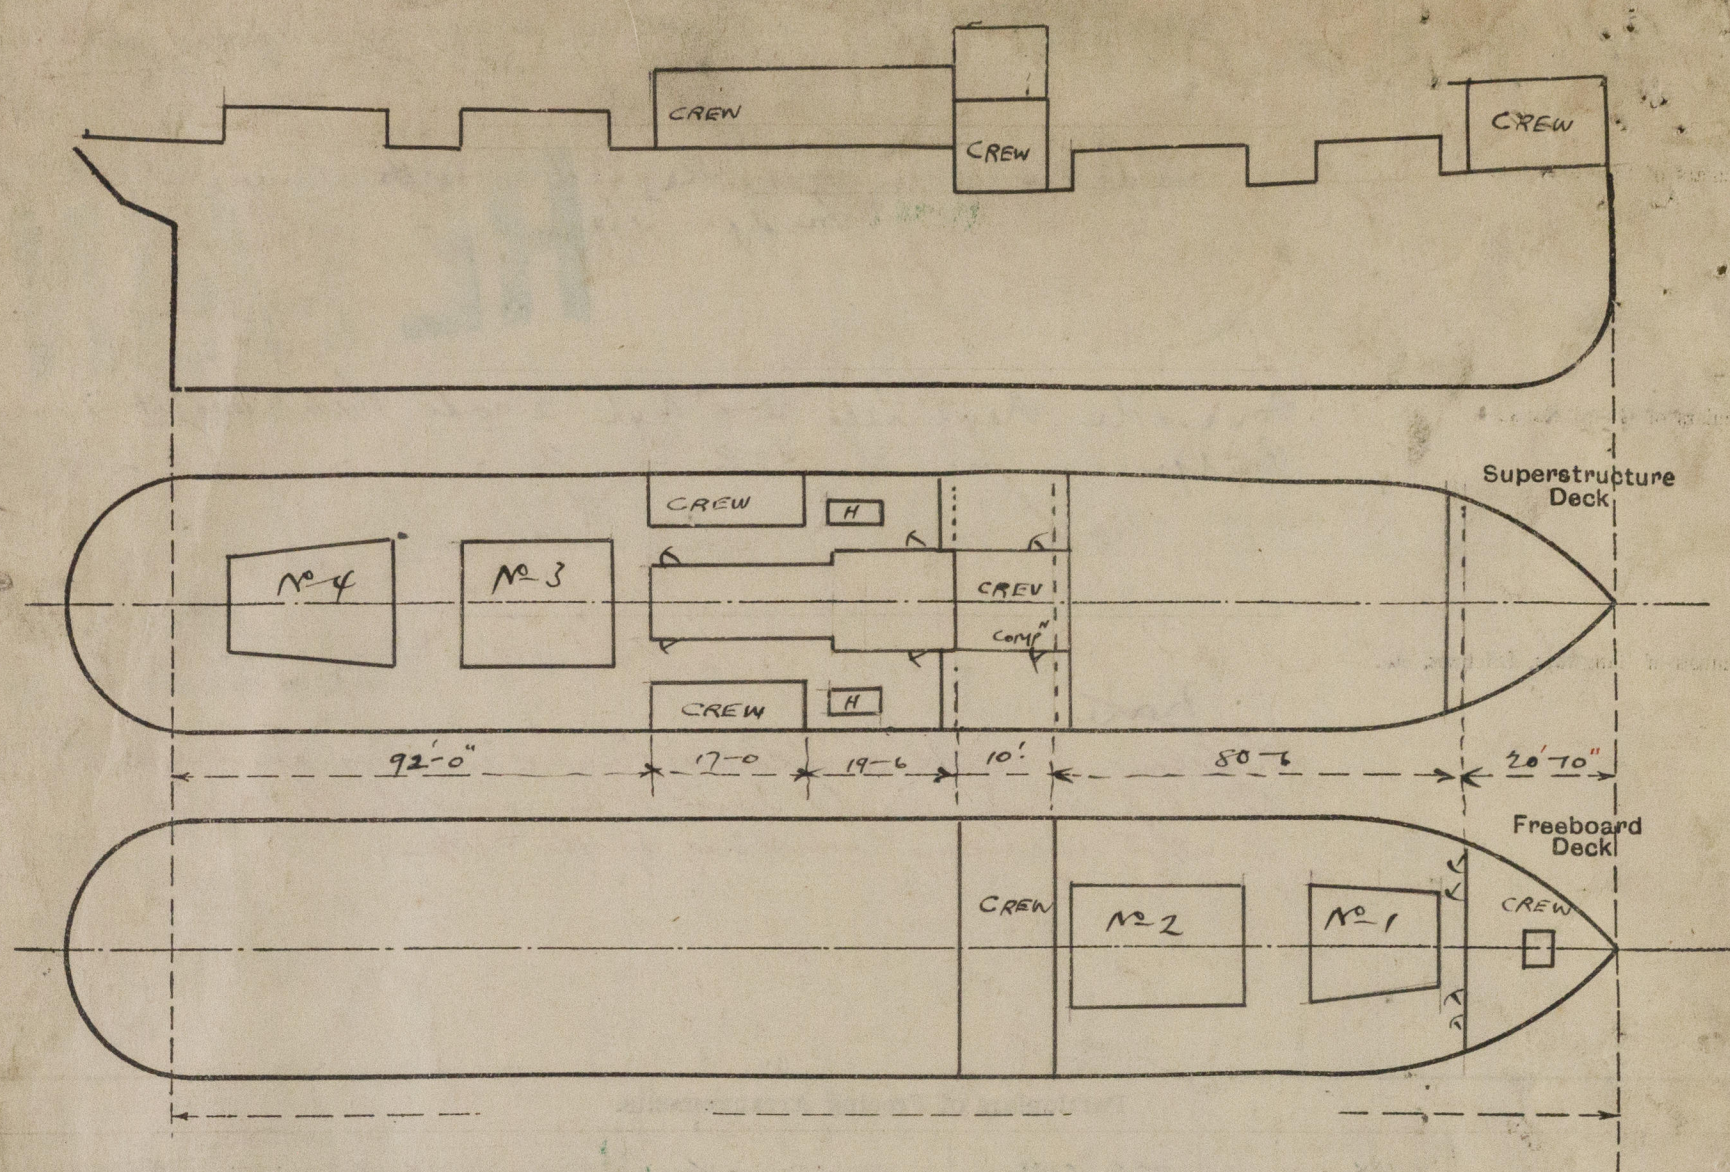 CREW
CREW
CREW
Superstructure
Deck
CREW
H
No 4
No 3
CREW
Compn
H
CREW
92'-0"
17-0
19-6
10'
80-6
20'-10"
Freeboard
Deck
CREW
No 2
No 1
CREW